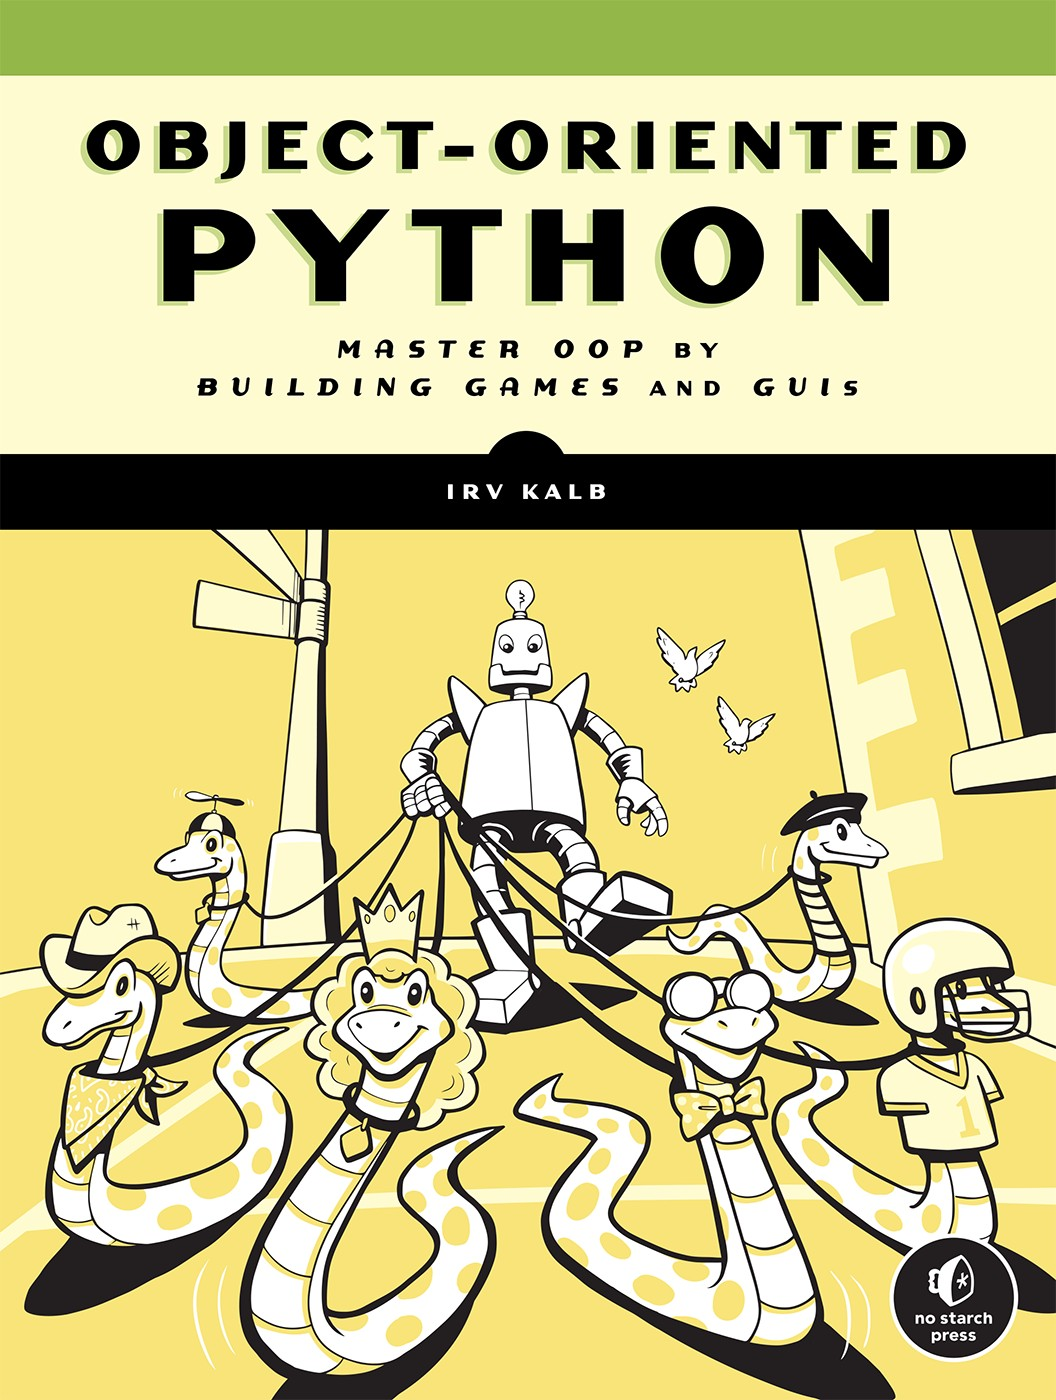 OBJECT-ORIENTED
PYTHON
MASTER OOP BY
BUILDING GAMES AND GUIs
IRV KALB
1
no starch
press